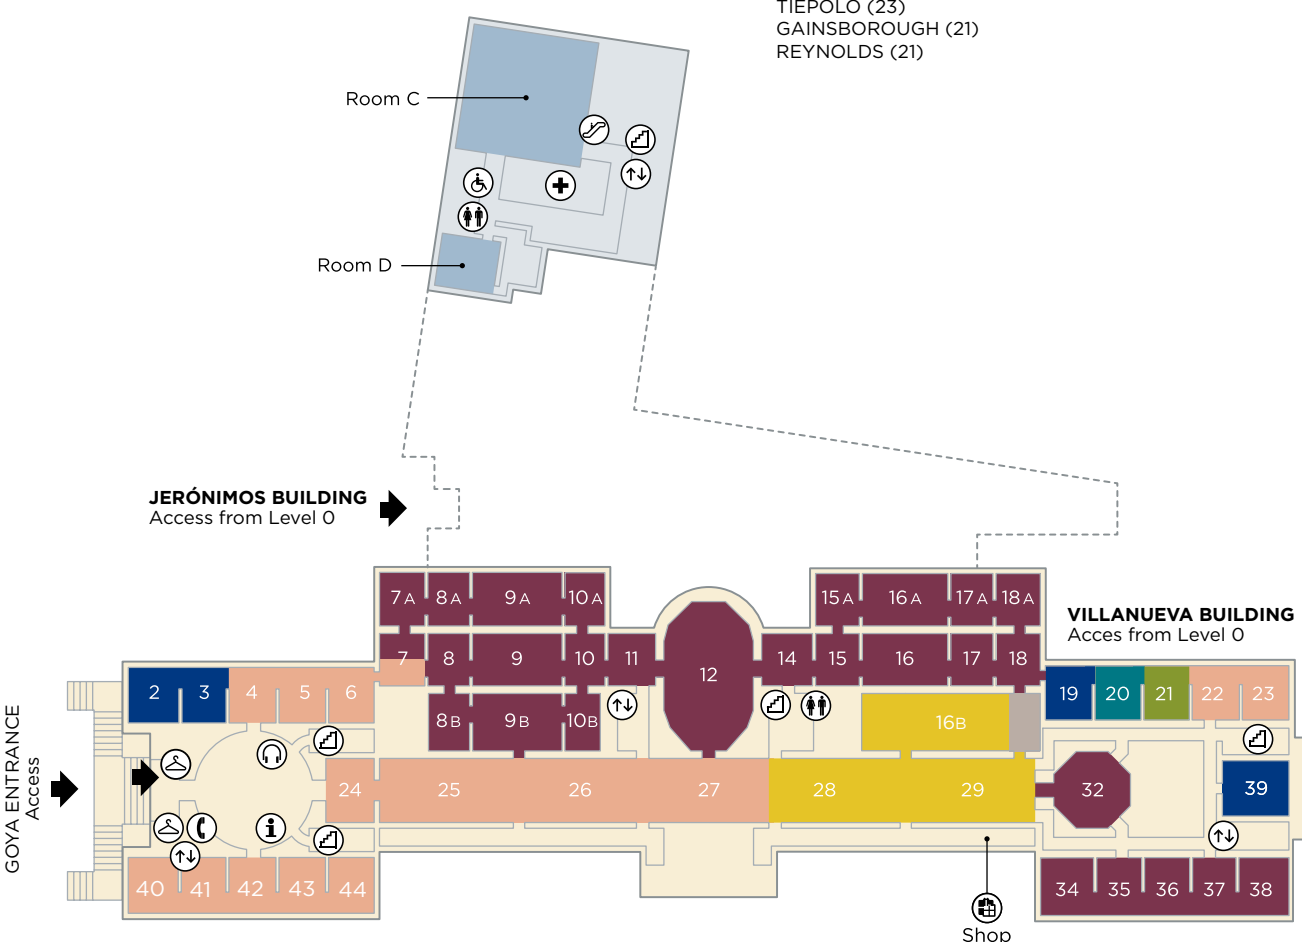 TIEPOLO (23)
GAINSBOROUGH (21)
REYNOLDS (21)
Room C
Room D
JERÓNIMOS BUILDING
Access from Level 0
VILLANUEVA BUILDING
Acces from Level 0
GOYA ENTRANCE
Access
7A 8A 9A 10A
15A 16A 17A 18A
7 8 9 10 11 12 14 15 16 17 18
2 3 4 5 6
19 20 21 22 23
8B 9B 10B
16B
24 25 26 27 28 29 32 39
i
40 41 42 43 44
34 35 36 37 38
Shop